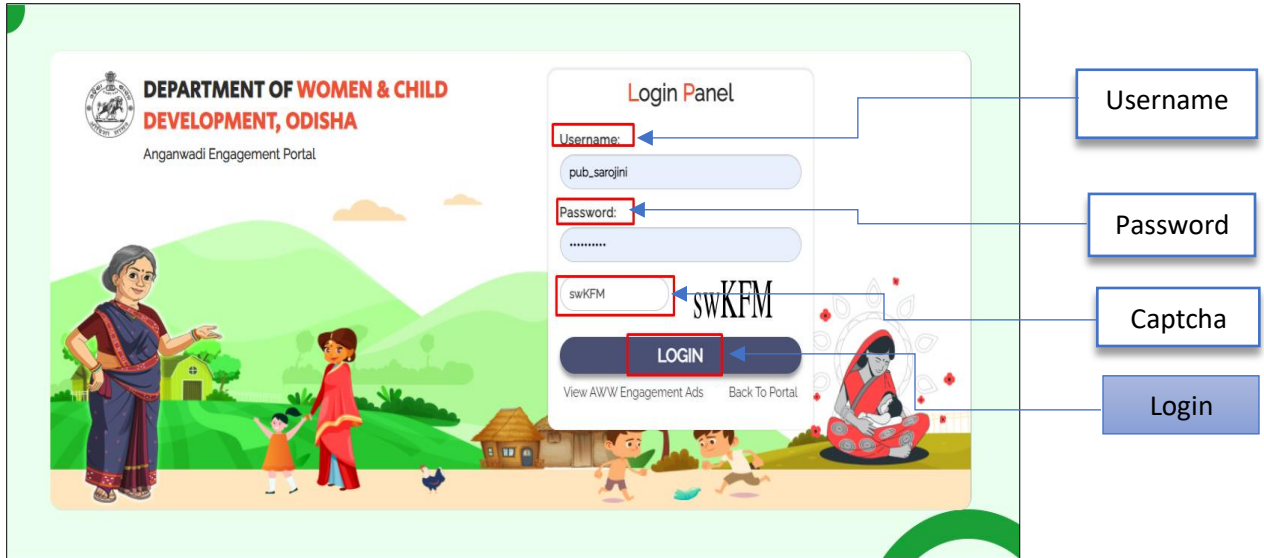 DEPARTMENT OF WOMEN & CHILD
DEVELOPMENT, ODISHA
Anganwadi Engagement Portal
Login Panel
Username:
pub_sarojini
Password:
••••••••••
swKFM
swKFM
LOGIN
View AWW Engagement Ads Back To Portal
Username
Password
Captcha
Login